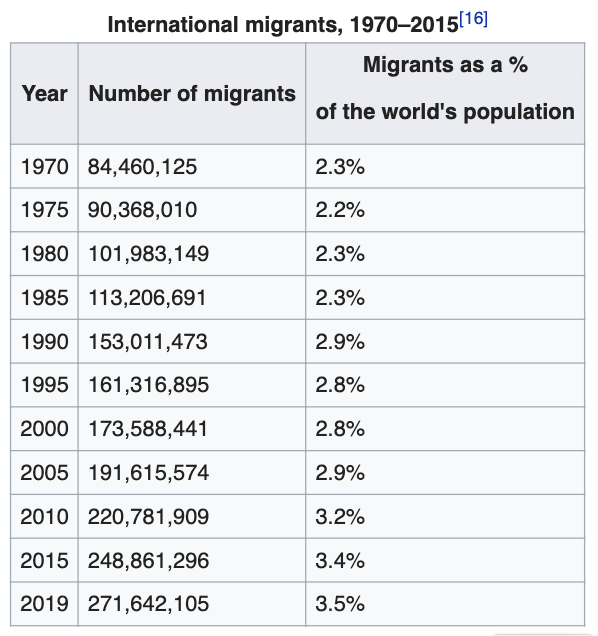 International migrants, 1970–2015[16]
Year Number of migrants Migrants as a %
of the world's population
1970 84,460,125 2.3%
1975 90,368,010 2.2%
1980 101,983,149 2.3%
1985 113,206,691 2.3%
1990 153,011,473 2.9%
1995 161,316,895 2.8%
2000 173,588,441 2.8%
2005 191,615,574 2.9%
2010 220,781,909 3.2%
2015 248,861,296 3.4%
2019 271,642,105 3.5%